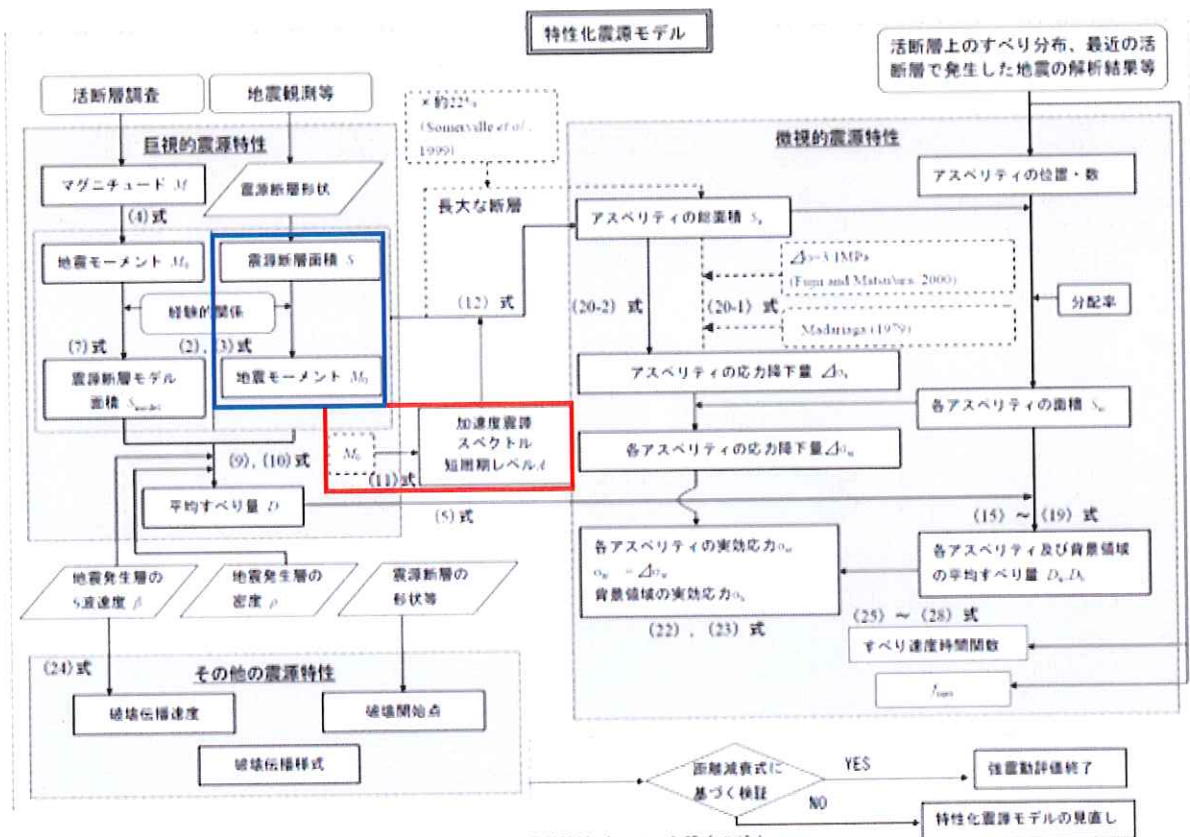 特性化震源モデル
活断層上のすべり分布、最近の活
断層で発生した地震の解析結果等
活断層調査
地震観測等
× 約22%
(Somerville et al.,
1999)
巨視的震源特性
微視的震源特性
マグニチュード M
震源断層形状
長大な断層
アスペリティの位置・数
(4)式
アスペリティの総面積 Sa
地震モーメント M0
震源断層面積 S
Δσ=3.1MPa
(Fujii and Matsu'ura, 2000)
(12) 式
(20-2) 式
(20-1) 式
分配率
経験的関係
Madariaga (1979)
(7)式
(2), (3)式
震源断層モデル
面積 Smodel
地震モーメント M0
アスペリティの応力降下量 Δσa
各アスペリティの面積
加速度震源
スペクトル
短周期レベルA
M0
(11)式
各アスペリティの応力降下量
(9), (10)式
平均すべり量 D
(5) 式
(15) ~ (19) 式
各アスペリティの実効応力
背景領域の実効応力σb
各アスペリティ及び背景領域
の平均すべり量
地震発生層の
S波速度 β
地震発生層の
密度 ρ
震源断層の
形状等
(22), (23) 式
(25) ~ (28) 式
すべり速度時間関数
fmax
(24)式
その他の震源特性
破壊伝播速度
破壊開始点
破壊伝播様式
距離減衰式に
基づく検証
YES
強震動評価終了
NO
特性化震源モデルの見直し